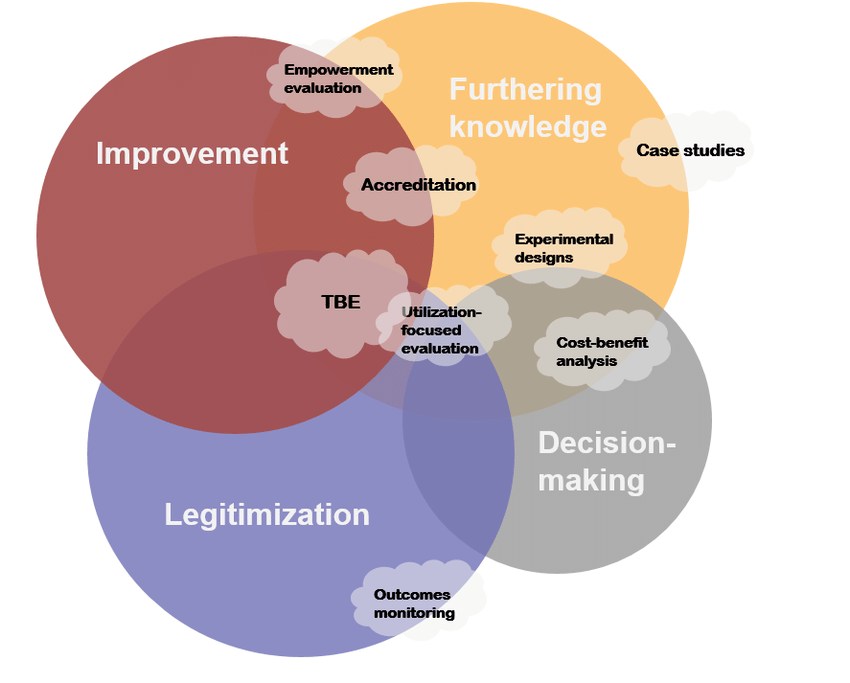 Empowerment
evaluation
Furthering
knowledge
Improvement
Case studies
Accreditation
Experimental
designs
TBE
Utilization-
focused
evaluation
Cost-benefit
analysis
Decision-
making
Legitimization
Outcomes
monitoring